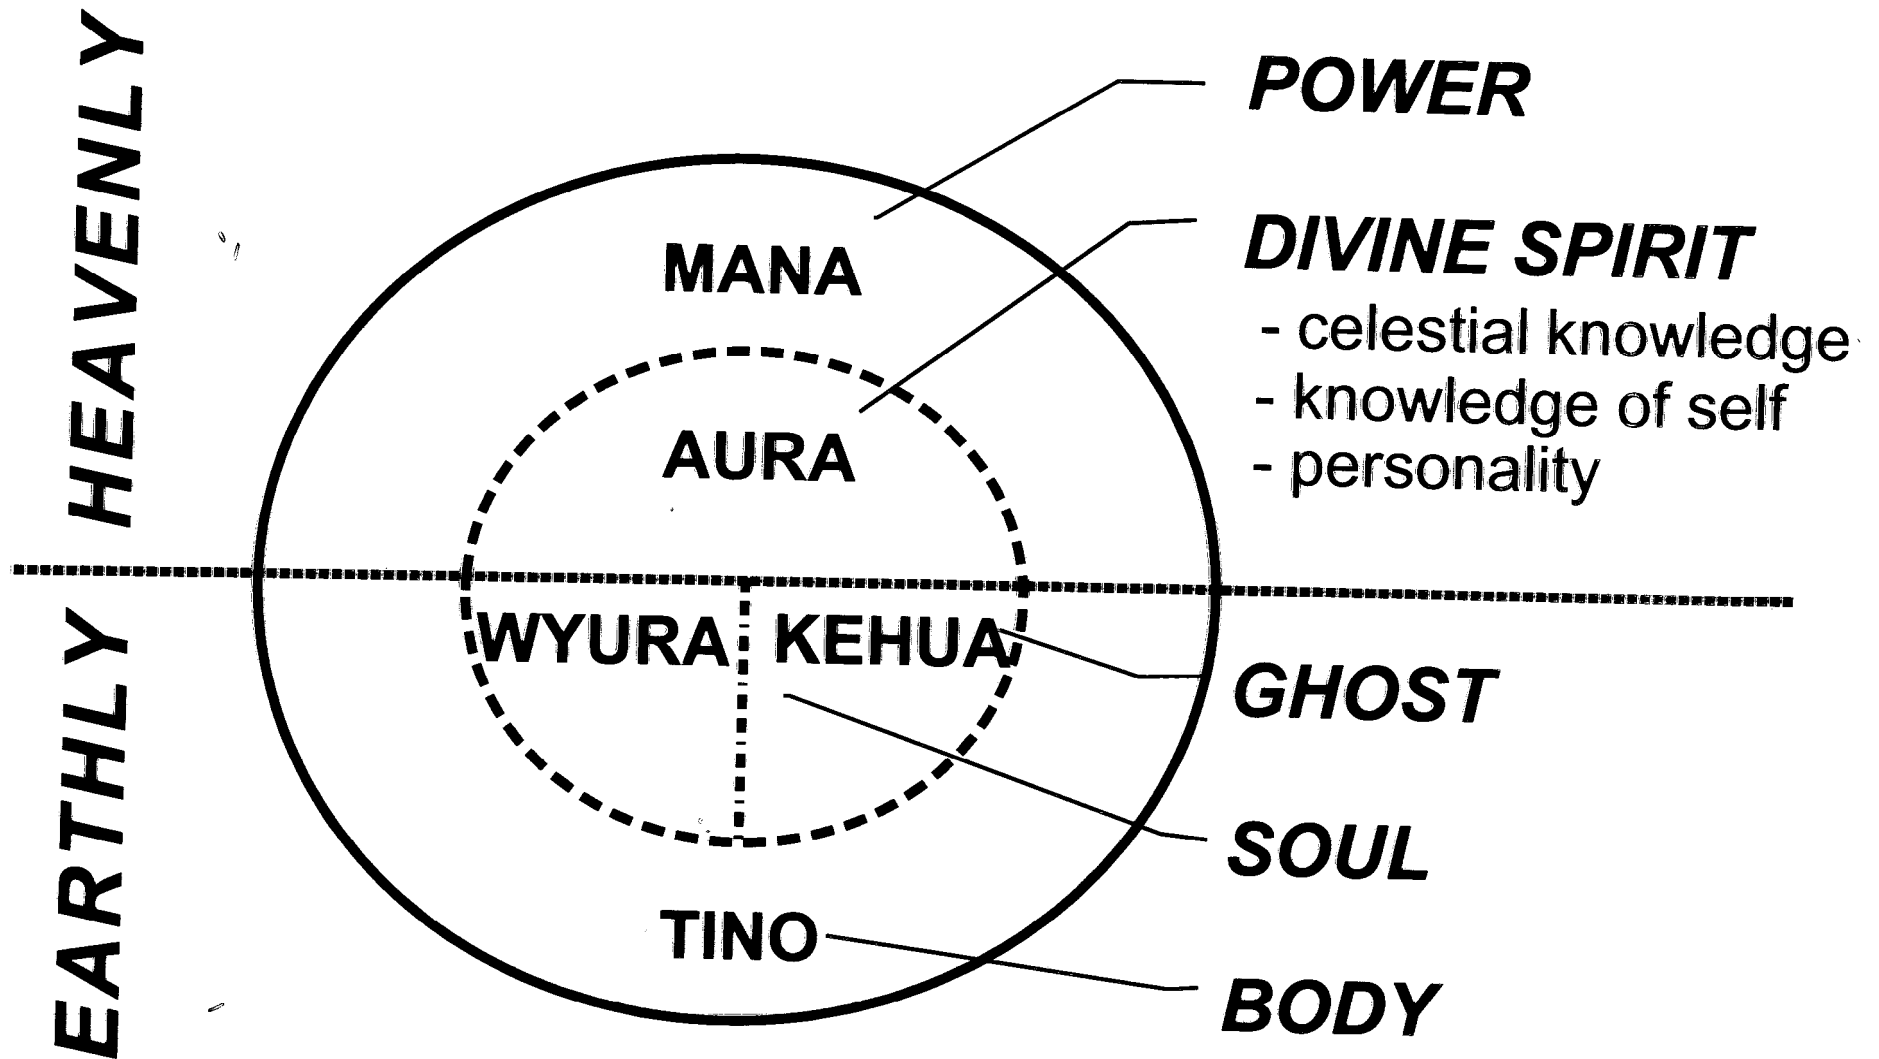 HEAVENLY
EARTHLY
MANA
AURA
WYURA
KEHUA
TINO
POWER
DIVINE SPIRIT
- celestial knowledge
- knowledge of self
- personality
GHOST
SOUL
BODY